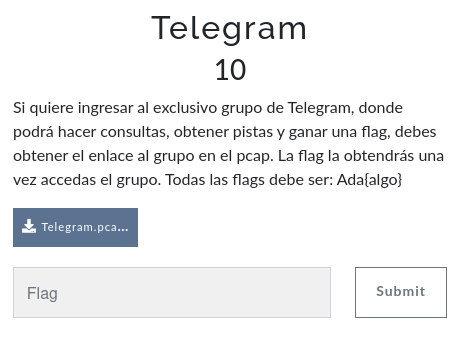 Telegram
10
Si quiere ingresar al exclusivo grupo de Telegram, donde
podrá hacer consultas, obtener pistas y ganar una flag, debes
obtener el enlace al grupo en el pcap. La flag la obtendrás una
vez accedas el grupo. Todas las flags debe ser: Ada{algo}
Telegram.pca...
Flag
Submit